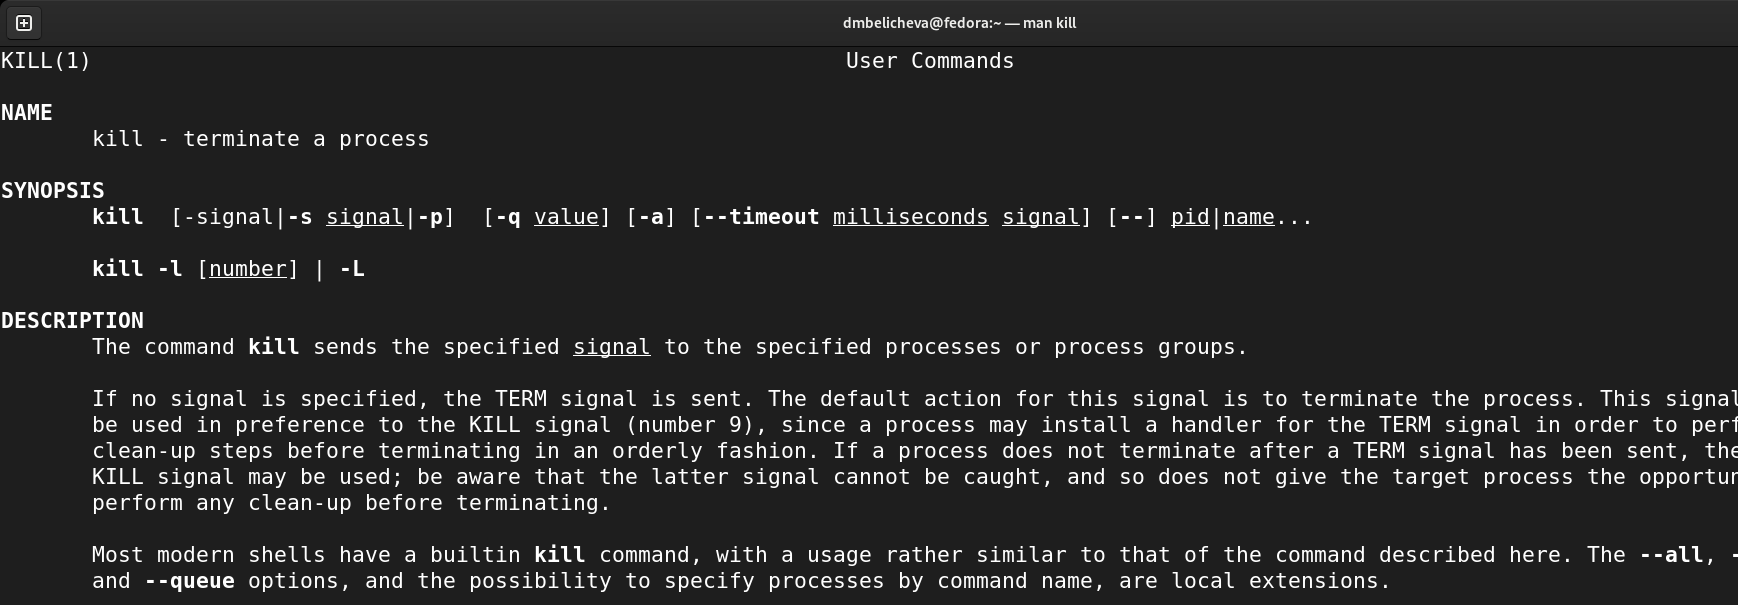 dmbelicheva@fedora:~ — man kill
KILL(1) User Commands
NAME
kill - terminate a process
SYNOPSIS
kill [-signal|-s signal|-p] [-q value] [-a] [--timeout milliseconds signal] [--] pid|name...
kill -l [number] | -L
DESCRIPTION
The command kill sends the specified signal to the specified processes or process groups.
If no signal is specified, the TERM signal is sent. The default action for this signal is to terminate the process. This signal
be used in preference to the KILL signal (number 9), since a process may install a handler for the TERM signal in order to perf
clean-up steps before terminating in an orderly fashion. If a process does not terminate after a TERM signal has been sent, the
KILL signal may be used; be aware that the latter signal cannot be caught, and so does not give the target process the opportun
perform any clean-up before terminating.
Most modern shells have a builtin kill command, with a usage rather similar to that of the command described here. The --all, -
and --queue options, and the possibility to specify processes by command name, are local extensions.